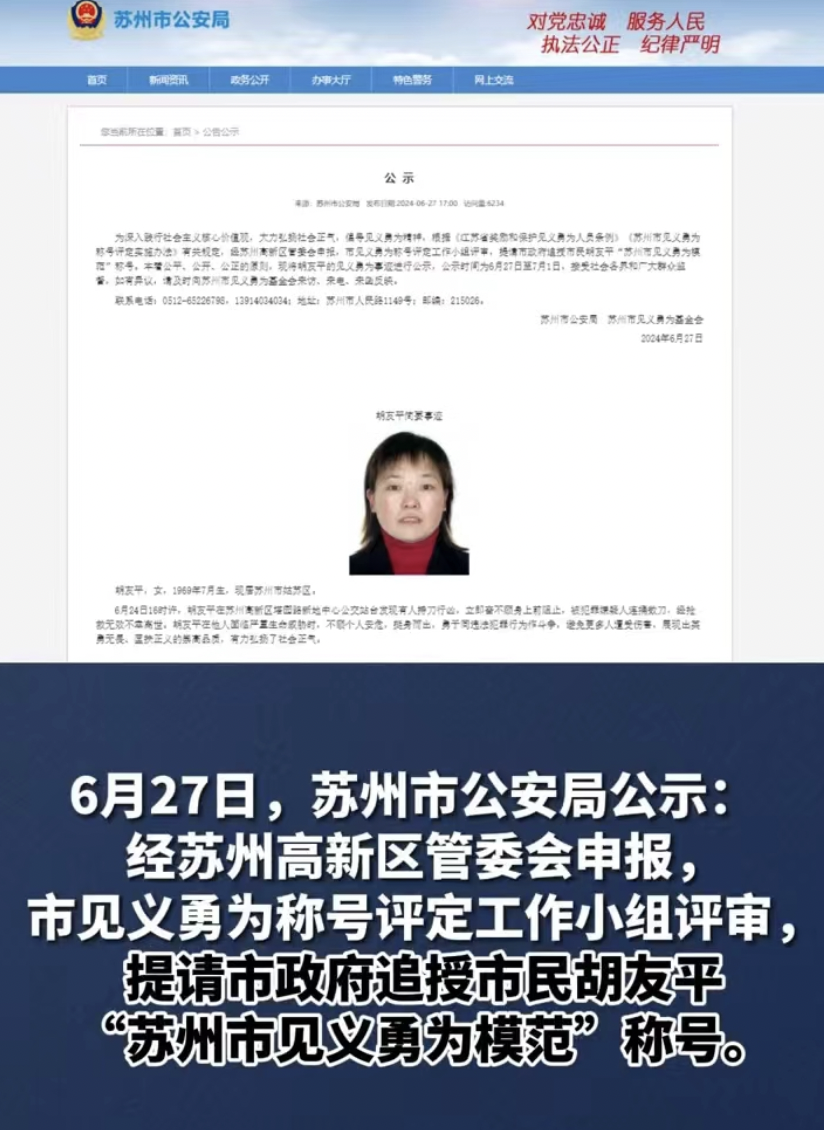 苏州市公安局
对党忠诚 服务人民
执法公正 纪律严明
首页 新闻资讯 政务公开 办事大厅 特色警务 网上交流
您当前所在位置：首页 > 公告公示
公 示
来源：苏州市公安局 发布日期:2024-06-27 17:00 访问量:6234
为深入践行社会主义核心价值观，大力弘扬社会正气，倡导见义勇为精神，根据《江苏省奖励和保护见义勇为人员条例》《苏州市见义勇为
称号评定实施办法》有关规定，经苏州高新区管委会申报，市见义勇为称号评定工作小组评审，提请市政府追授市民胡友平“苏州市见义勇为模
范”称号。本着公平、公开、公正的原则，现将胡友平的见义勇为事迹进行公示，公示时间为6月27日至7月1日，接受社会各界和广大群众监
督。如有异议，请及时向苏州市见义勇为基金会来访、来电、来函反映。
联系电话：0512-65226798，13914034034；地址：苏州市人民路1149号；邮编：215026。
苏州市公安局 苏州市见义勇为基金会
2024年6月27日
胡友平简要事迹
胡友平，女，1969年7月生，现居苏州市姑苏区。
6月24日16时许，胡友平在苏州高新区塔园路新地中心公交站台发现有人持刀行凶，立即奋不顾身上前阻止，被犯罪嫌疑人连捅数刀，经抢
救无效不幸离世。胡友平在他人面临严重生命威胁时，不顾个人安危，挺身而出，勇于同违法犯罪行为作斗争，避免更多人遭受伤害，展现出英
勇无畏、匡扶正义的崇高品质，有力弘扬了社会正气。
6月27日，苏州市公安局公示：
经苏州高新区管委会申报，
市见义勇为称号评定工作小组评审，
提请市政府追授市民胡友平
“苏州市见义勇为模范”称号。